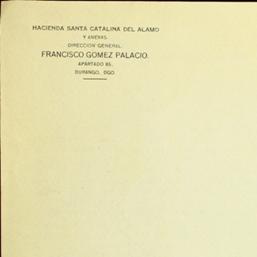 HACIENDA SANTA CATALINA DEL ALAMO
Y ANEXAS.
DIRECCION GENERAL:
FRANCISCO GOMEZ PALACIO.
APARTADO 85.
DURANGO, DGO.